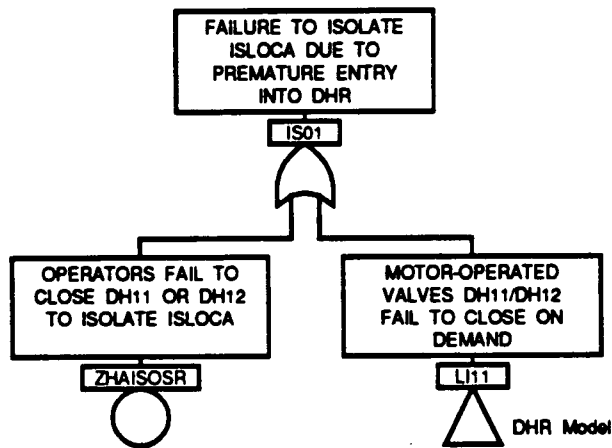 FAILURE TO ISOLATE
ISLOCA DUE TO
PREMATURE ENTRY
INTO DHR
IS01
OPERATORS FAIL TO
CLOSE DH11 OR DH12
TO ISOLATE ISLOCA
ZHAISOSR
MOTOR-OPERATED
VALVES DH11/DH12
FAIL TO CLOSE ON
DEMAND
LI11
DHR Model